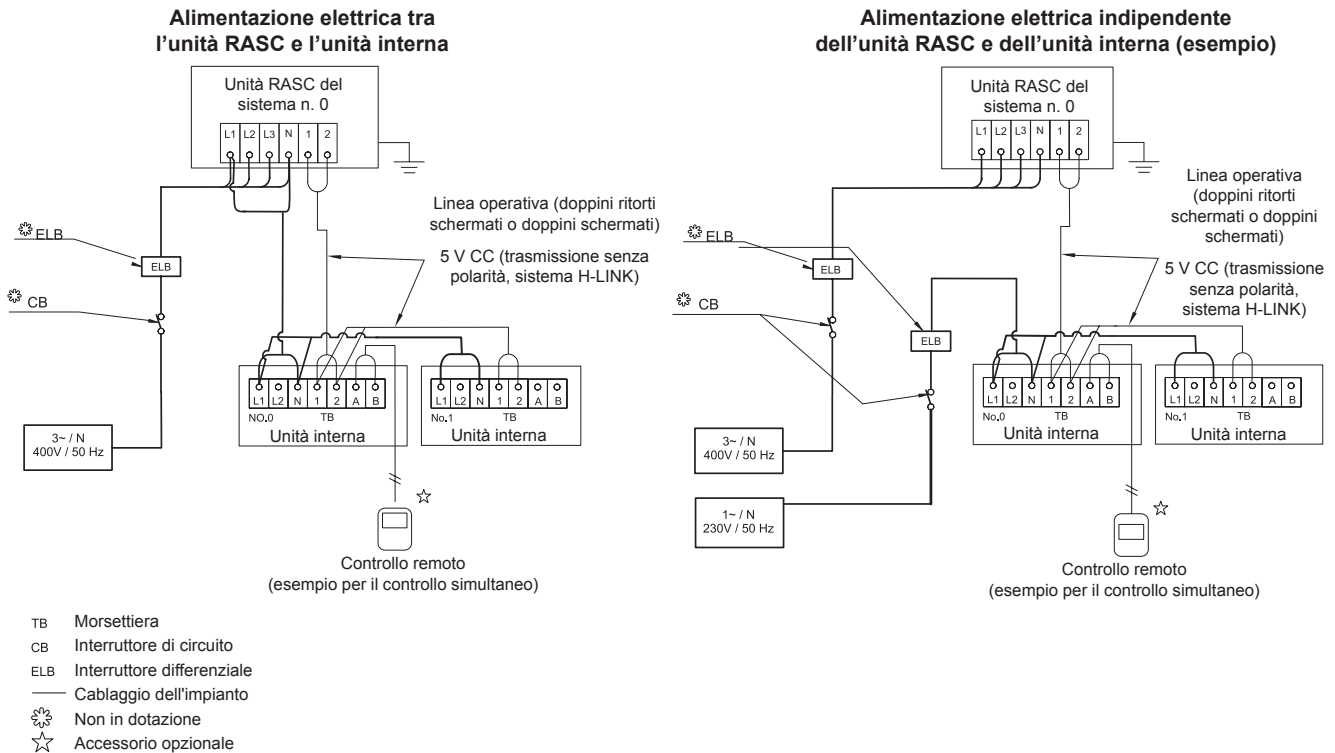 Alimentazione elettrica tra
l'unità RASC e l'unità interna
Unità RASC del
sistema n. 0
L1 L2 L3 N 1 2
Linea operativa (doppini ritorti
schermati o doppini schermati)
5 V CC (trasmissione senza
polarità, sistema H-LINK)
ELB
ELB
CB
L1 L2 N 1 2 A B
NO.0 TB
Unità interna
L1 L2 N 1 2 A B
No.1 TB
Unità interna
3~ / N
400V / 50 Hz
Controllo remoto
(esempio per il controllo simultaneo)
Alimentazione elettrica indipendente
dell'unità RASC e dell'unità interna (esempio)
Unità RASC del
sistema n. 0
L1 L2 L3 N 1 2
Linea operativa
(doppini ritorti
schermati o doppini
schermati)
5 V CC (trasmissione
senza polarità,
sistema H-LINK)
ELB
ELB
CB
ELB
L1 L2 N 1 2 A B
No.0 TB
Unità interna
L1 L2 N 1 2 A B
No.1 TB
Unità interna
3~ / N
400V / 50 Hz
1~ / N
230V / 50 Hz
Controllo remoto
(esempio per il controllo simultaneo)
TB Morsettiera
CB Interruttore di circuito
ELB Interruttore differenziale
Cablaggio dell'impianto
Non in dotazione
Accessorio opzionale